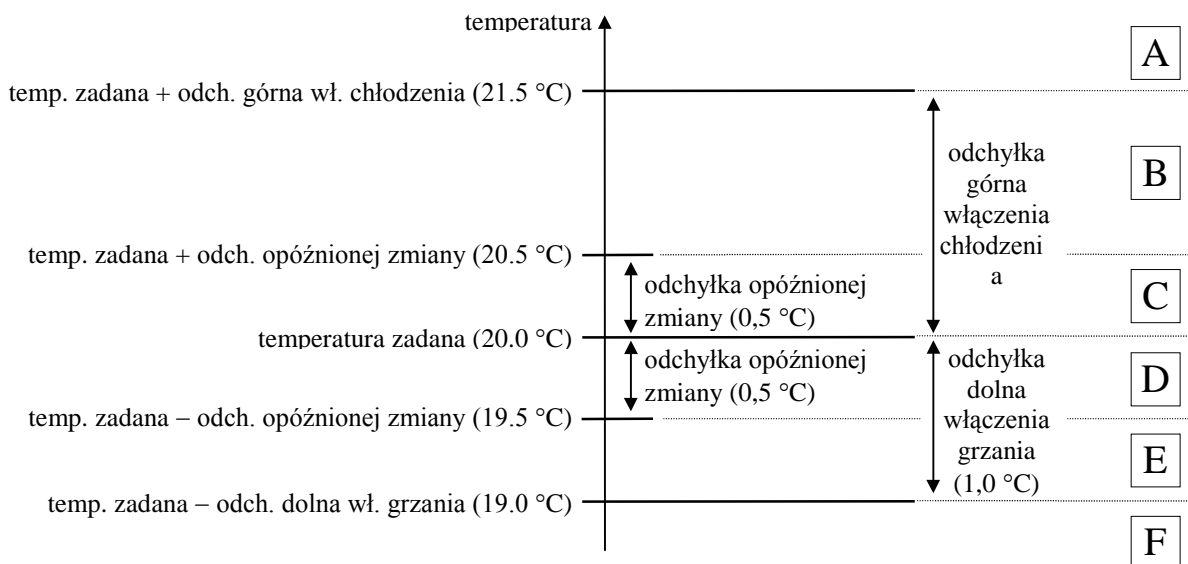 temperatura
A
temp. zadana + odch. górna wł. chłodzenia (21.5 °C)
odchyłka
górna
włączenia
chłodzeni
a
B
temp. zadana + odch. opóźnionej zmiany (20.5 °C)
odchyłka opóźnionej
zmiany (0,5 °C)
C
temperatura zadana (20.0 °C)
odchyłka opóźnionej
zmiany (0,5 °C)
odchyłka
dolna
włączenia
grzania
(1,0 °C)
D
temp. zadana − odch. opóźnionej zmiany (19.5 °C)
E
temp. zadana − odch. dolna wł. grzania (19.0 °C)
F